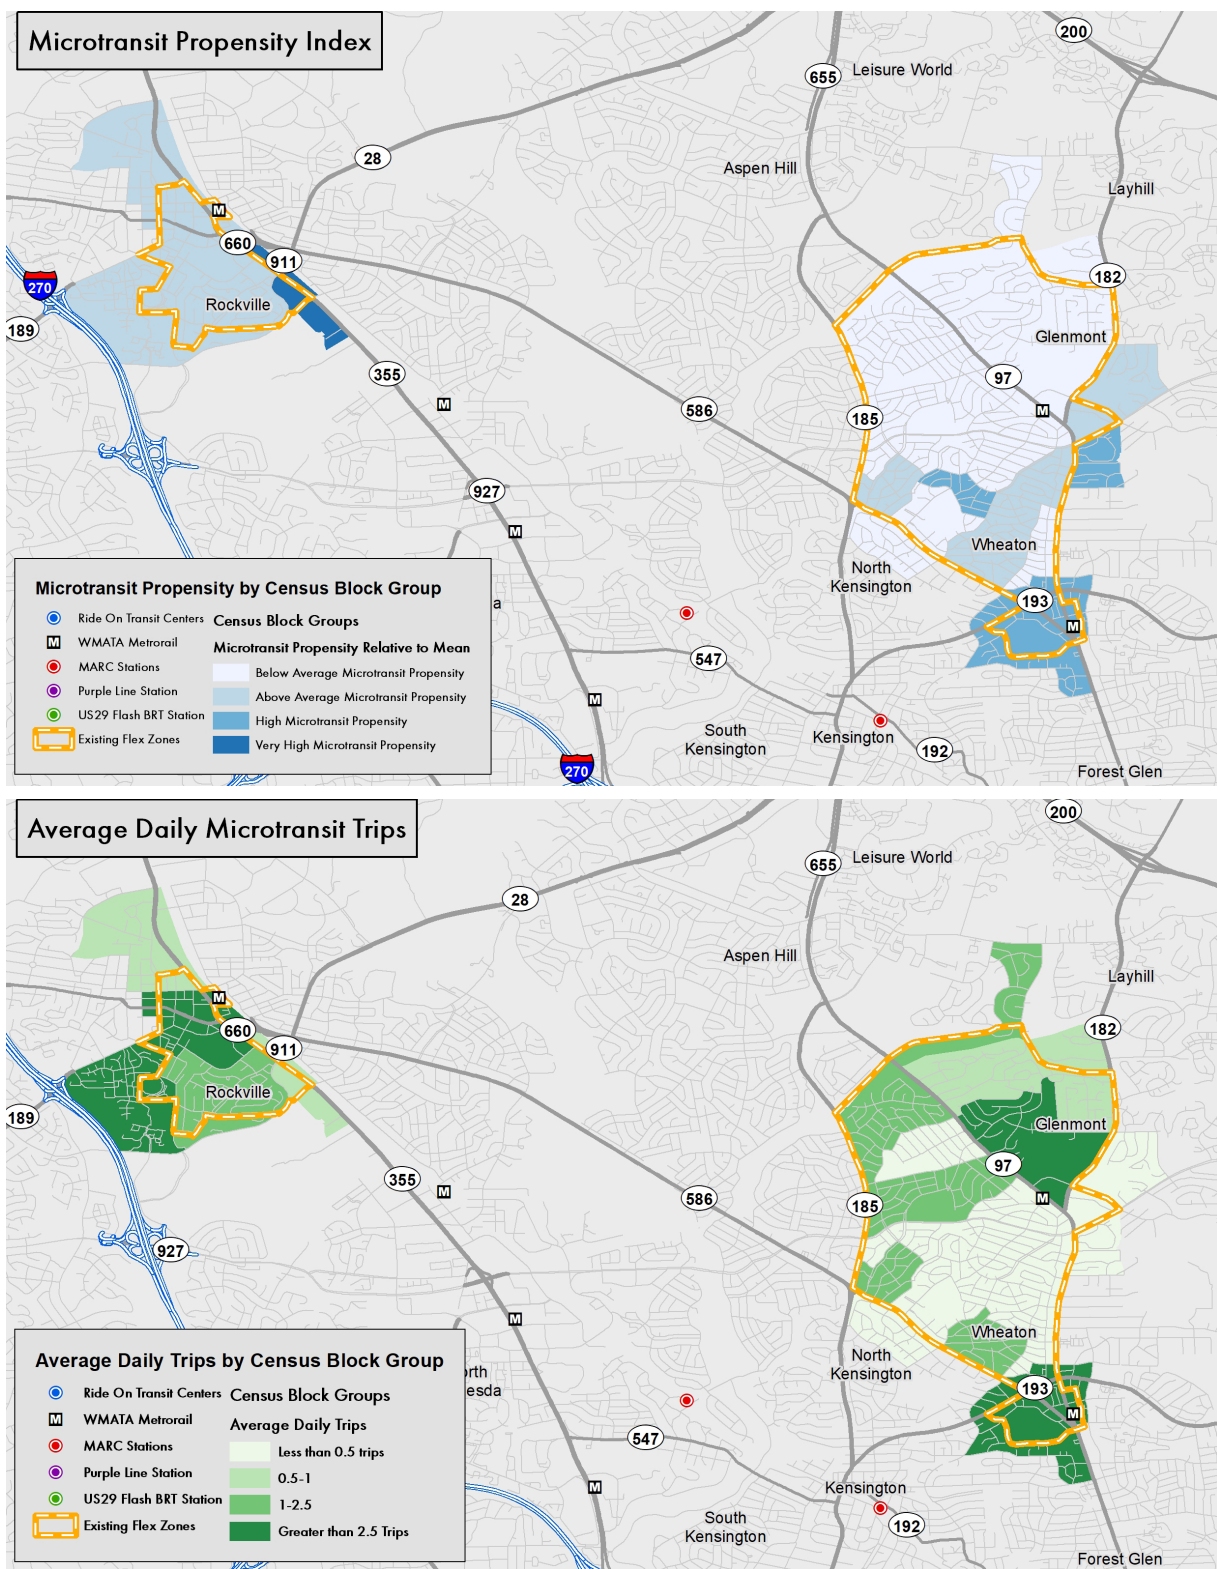 Microtransit Propensity Index
200
655
Leisure World
28
Aspen Hill
Layhill
M
660
911
182
270
Rockville
189
Glenmont
355
97
M
M
586
185
927
M
Wheaton
North
Kensington
193
M
547
M
South
Kensington
Kensington
192
270
Forest Glen
a
Microtransit Propensity by Census Block Group
Ride On Transit Centers
M WMATA Metrorail
MARC Stations
Purple Line Station
US29 Flash BRT Station
Existing Flex Zones
Census Block Groups
Microtransit Propensity Relative to Mean
Below Average Microtransit Propensity
Above Average Microtransit Propensity
High Microtransit Propensity
Very High Microtransit Propensity
Average Daily Microtransit Trips
200
655
Leisure World
28
Aspen Hill
Layhill
M
660
911
182
Rockville
189
Glenmont
97
355
M
M
586
185
927
M
Wheaton
North
Kensington
193
M
orth
esda
547
M
Kensington
South
Kensington
192
Forest Glen
Average Daily Trips by Census Block Group
Ride On Transit Centers
M WMATA Metrorail
MARC Stations
Purple Line Station
US29 Flash BRT Station
Existing Flex Zones
Census Block Groups
Average Daily Trips
Less than 0.5 trips
0.5-1
1-2.5
Greater than 2.5 Trips